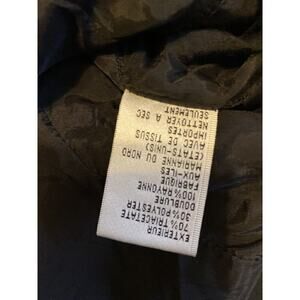 EXTERIEUR
70% TRIACETATE
30% POLYESTER
DOUBLURE
100% RAYONNE
FABRIQUE
AUX-ILES
MARIANNE DU NORD
(ETATS-UNIS)
AVEC DE TISSUS
IMPORTES
NETTOYER A SEC
SEULEMENT